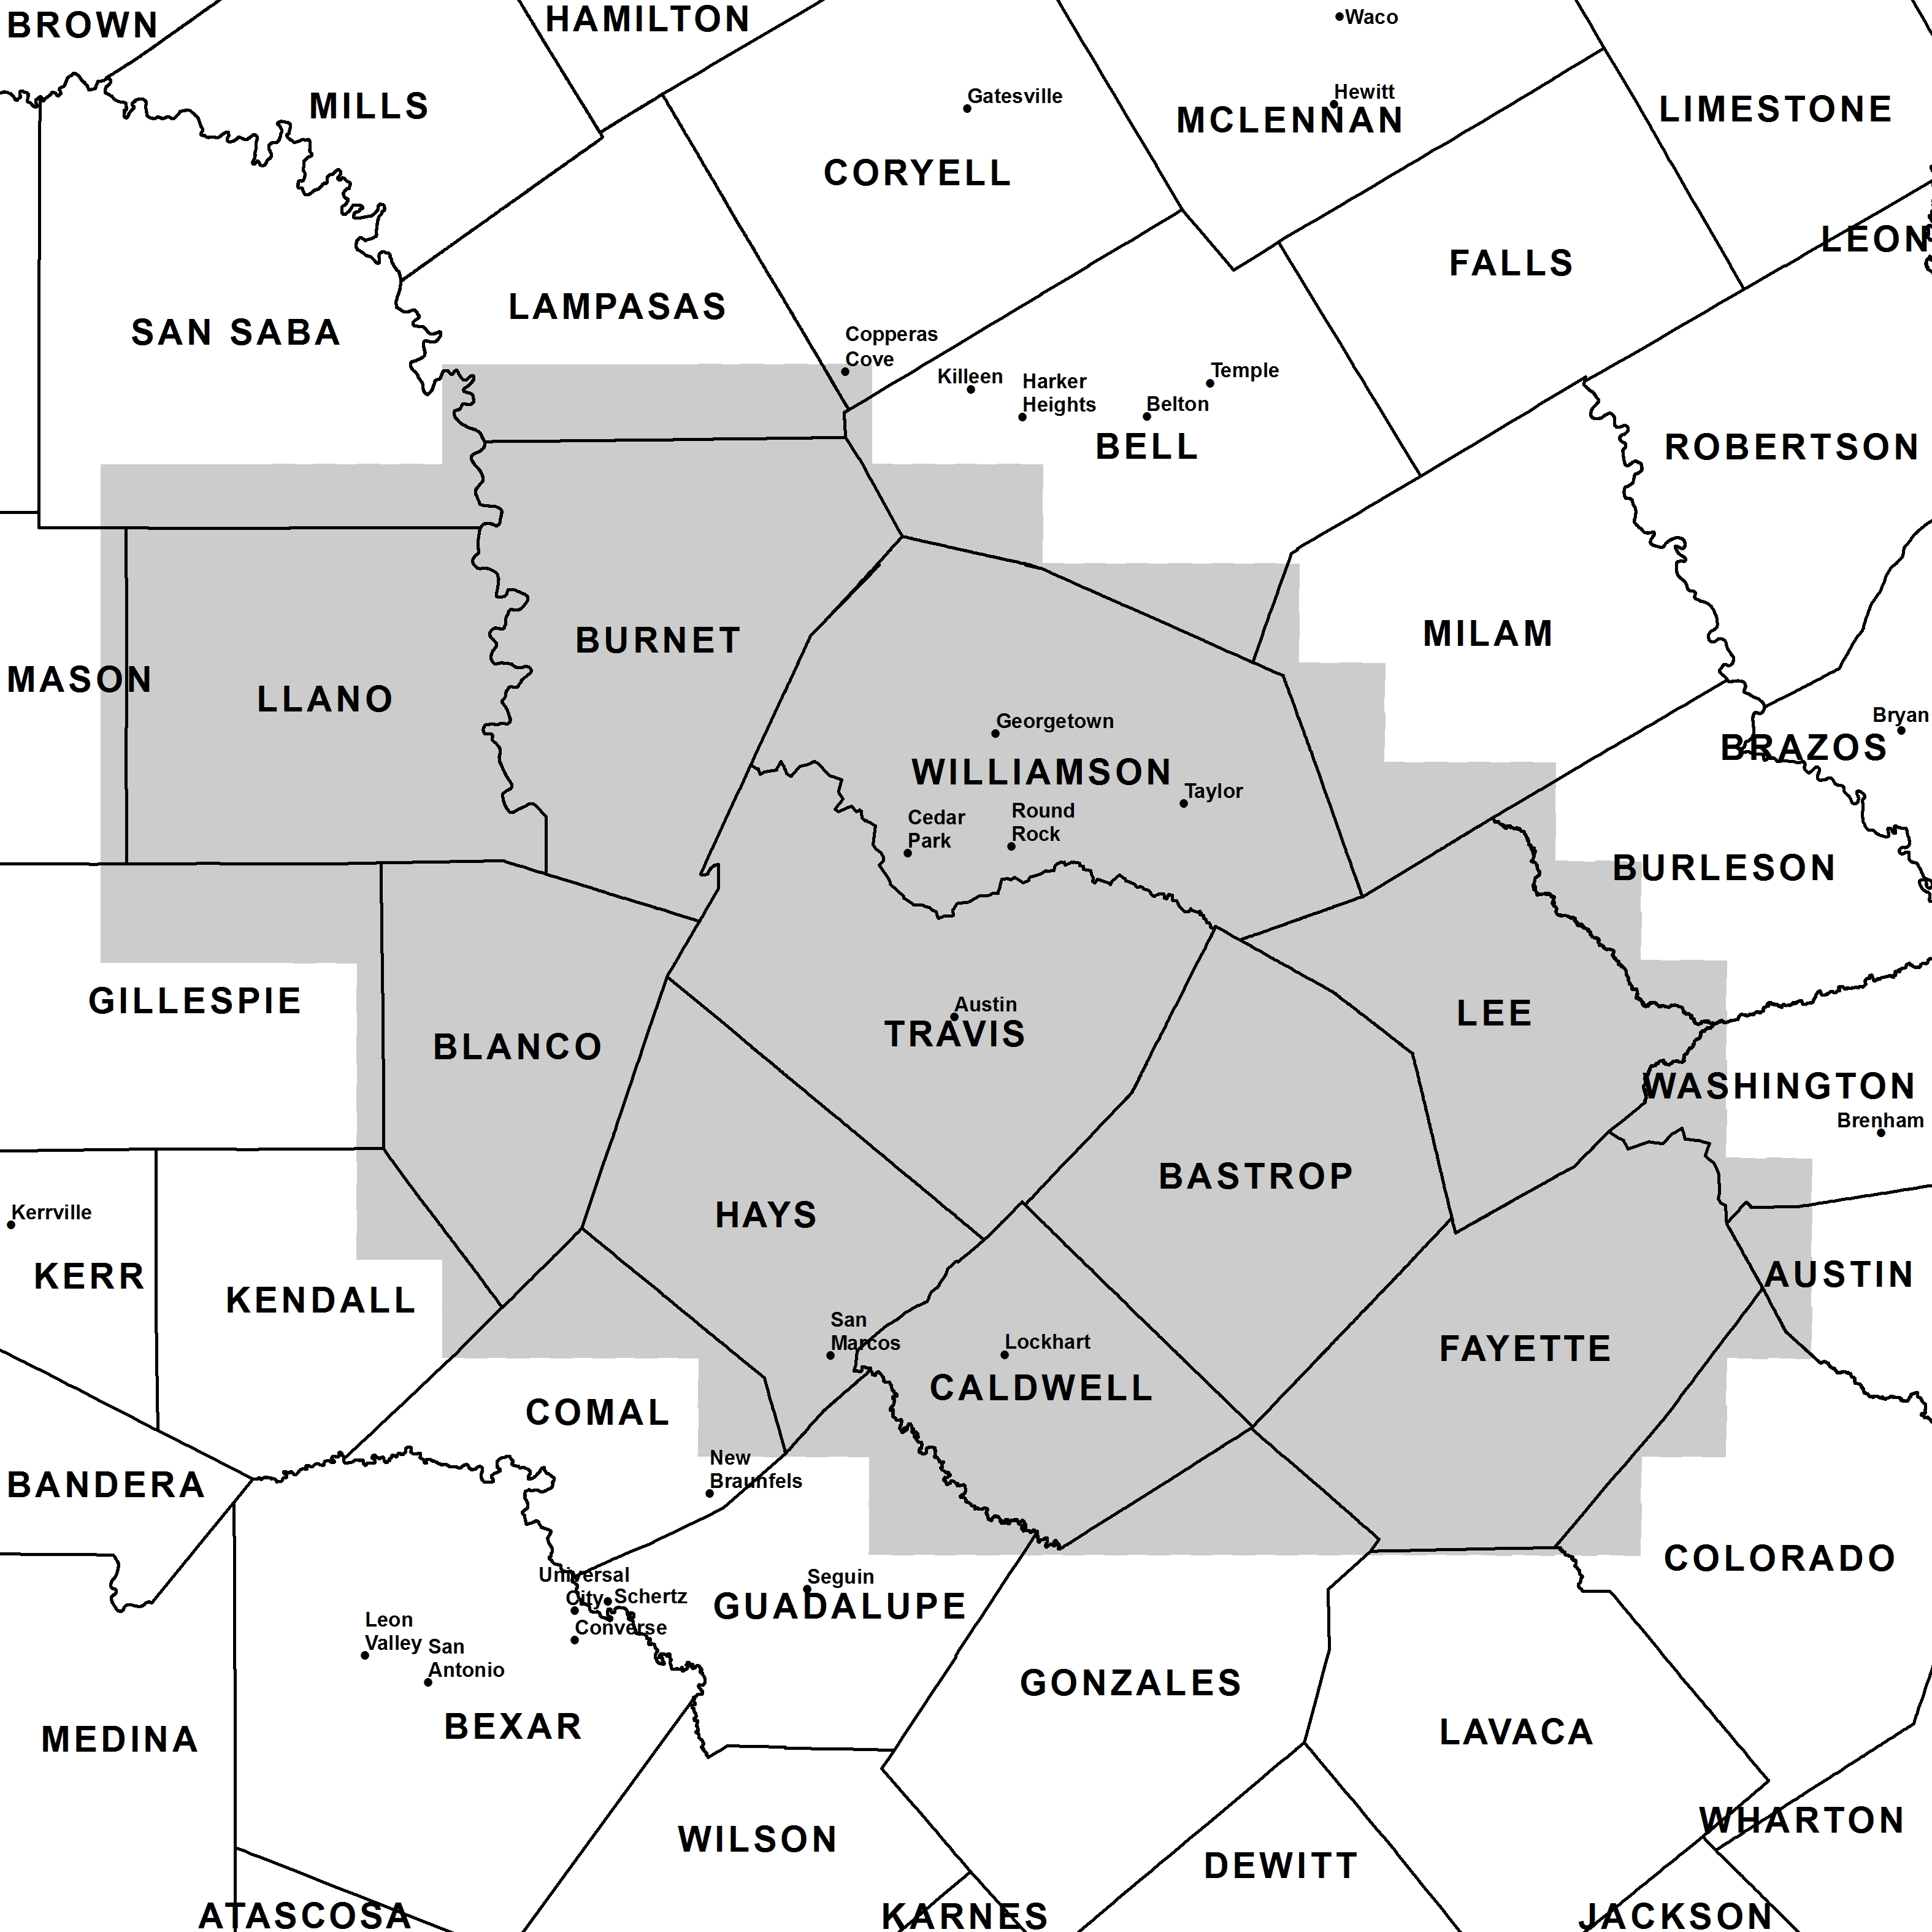 BROWN
HAMILTON
Waco
MILLS
Gatesville
Hewitt
MCLENNAN
LIMESTONE
CORYELL
LEON
FALLS
SAN SABA
LAMPASAS
Copperas
Cove
Killeen
Harker
Heights
Temple
Belton
BELL
ROBERTSON
BURNET
MILAM
MASON
LLANO
Georgetown
WILLIAMSON
Taylor
Cedar
Park
Round
Rock
Bryan
BRAZOS
BURLESON
GILLESPIE
BLANCO
Austin
TRAVIS
LEE
WASHINGTON
Brenham
Kerrville
KERR
KENDALL
HAYS
BASTROP
AUSTIN
San
Marcos
Lockhart
CALDWELL
FAYETTE
COMAL
New
Braunfels
BANDERA
COLORADO
Universal
City
Schertz
Converse
Seguin
GUADALUPE
Leon
Valley
San
Antonio
BEXAR
MEDINA
GONZALES
LAVACA
WILSON
WHARTON
DEWITT
ATASCOSA
KARNES
JACKSON